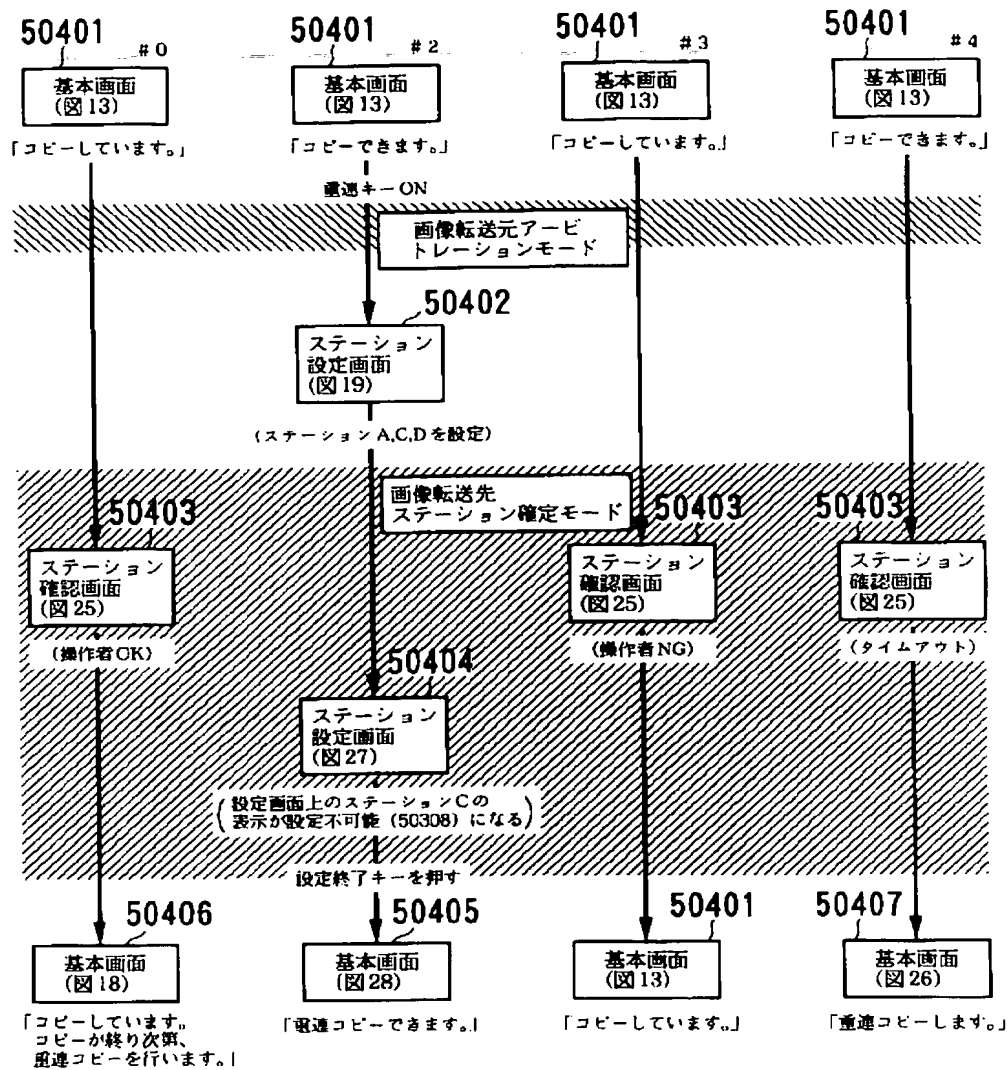 50401
#0
50401
#2
50401
#3
50401
#4
基本画面
(図13)
基本画面
(図13)
基本画面
(図13)
基本画面
(図13)
「コピーしています。」
「コピーできます。」
「コピーしています。」
「コピーできます。」
重連キーON
画像転送元アービ
トレーションモード
50402
ステーション
設定画面
(図19)
(ステーションA,C,Dを設定)
画像転送先
ステーション確定モード
50403
50403
50403
ステーション
確認画面
(図25)
ステーション
確認画面
(図25)
ステーション
確認画面
(図25)
(操作者OK)
(操作者NG)
(タイムアウト)
50404
ステーション
設定画面
(図27)
(設定画面上のステーションCの
表示が設定不可能(50308)になる)
設定終了キーを押す
50406
50405
50401
50407
基本画面
(図18)
基本画面
(図28)
基本画面
(図13)
基本画面
(図26)
「コピーしています。
コピーが終り次第、
重連コピーを行います。」
「重連コピーできます。」
「コピーしています。」
「重連コピーします。」